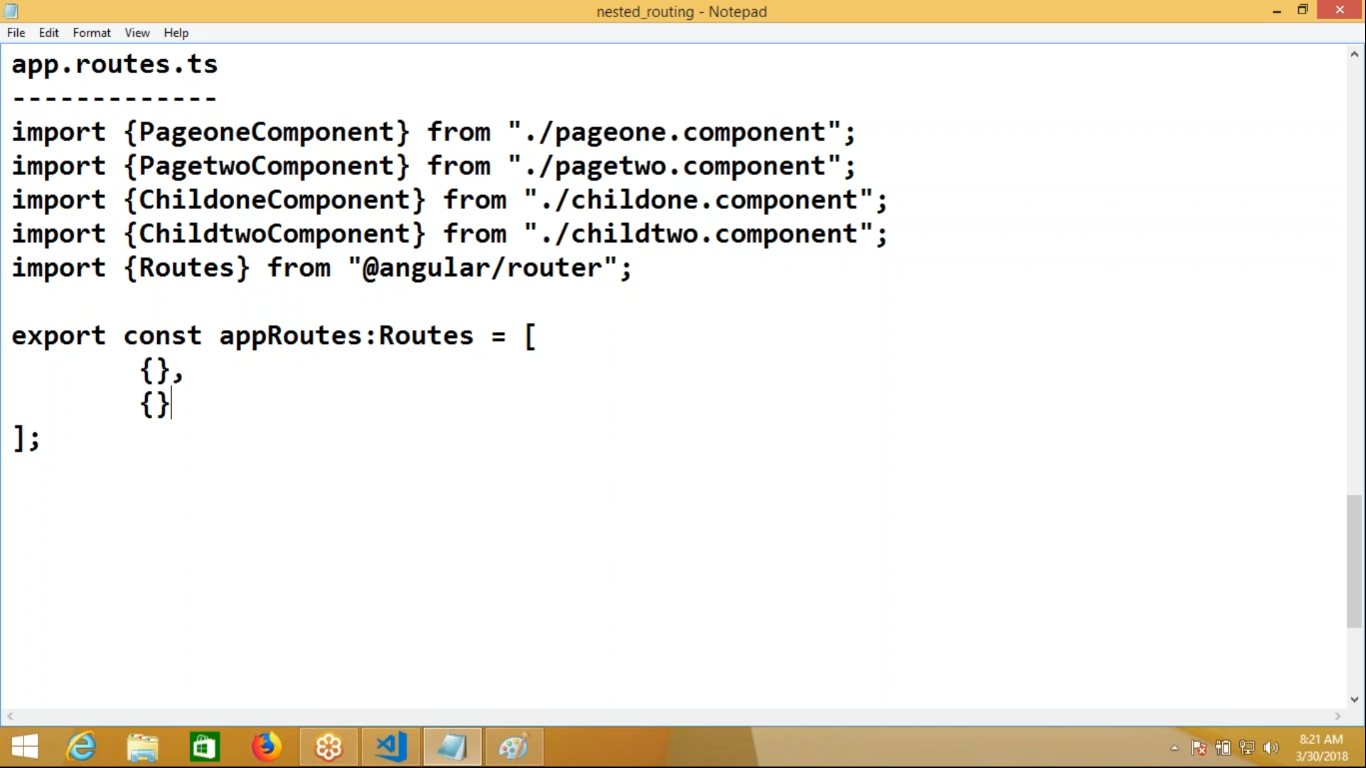 nested_routing - Notepad
File Edit Format View Help
app.routes.ts
-------------
import {PageoneComponent} from "./pageone.component";
import {PagetwoComponent} from "./pagetwo.component";
import {ChildoneComponent} from "./childone.component";
import {ChildtwoComponent} from "./childtwo.component";
import {Routes} from "@angular/router";
export const appRoutes:Routes = [
{},
{}
];
8:21 AM
3/30/2018